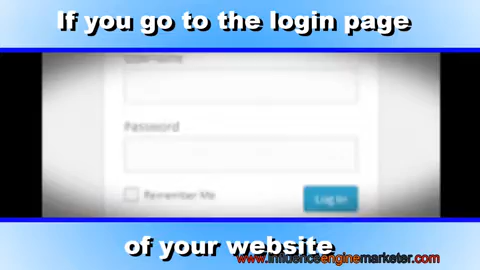 If you go to the login page
Password
Remember Me
Log In
of your website
www.influenceenginemarketer.com